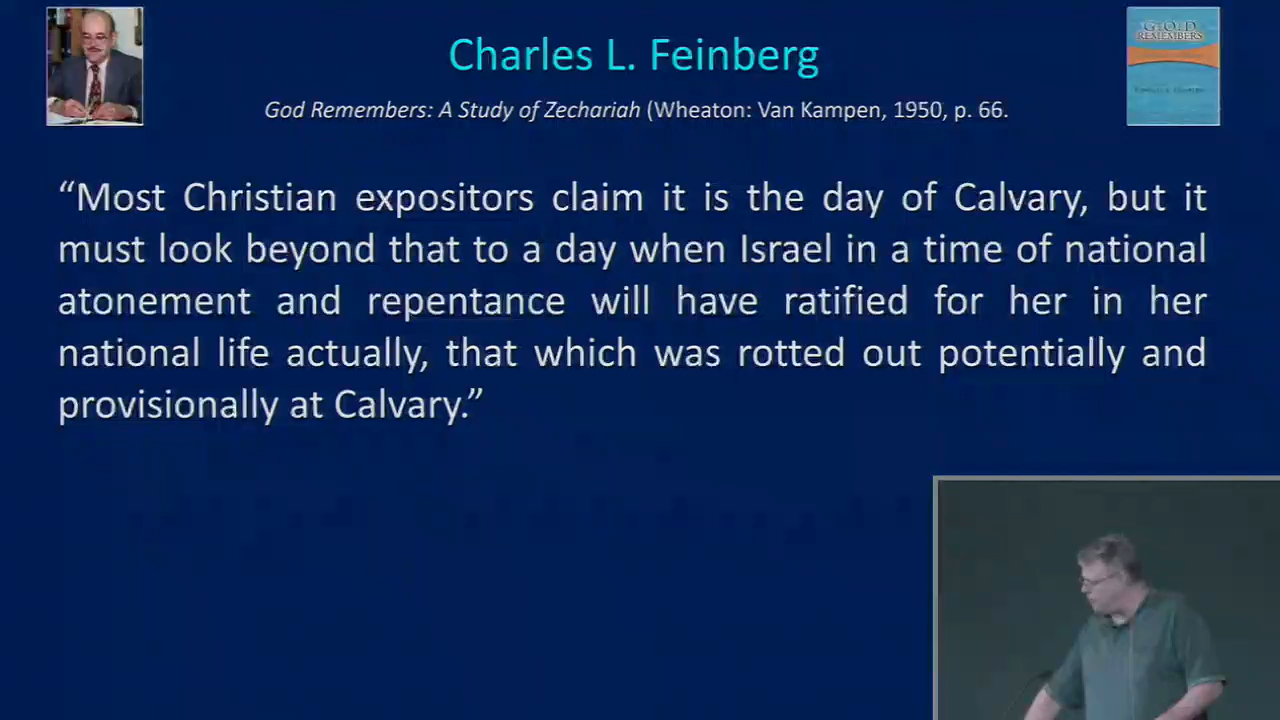 Charles L. Feinberg
God Remembers: A Study of Zechariah (Wheaton: Van Kampen, 1950, p. 66.
GOD
REMEMBERS
“Most Christian expositors claim it is the day of Calvary, but it
must look beyond that to a day when Israel in a time of national
atonement and repentance will have ratified for her in her
national life actually, that which was rotted out potentially and
provisionally at Calvary.”